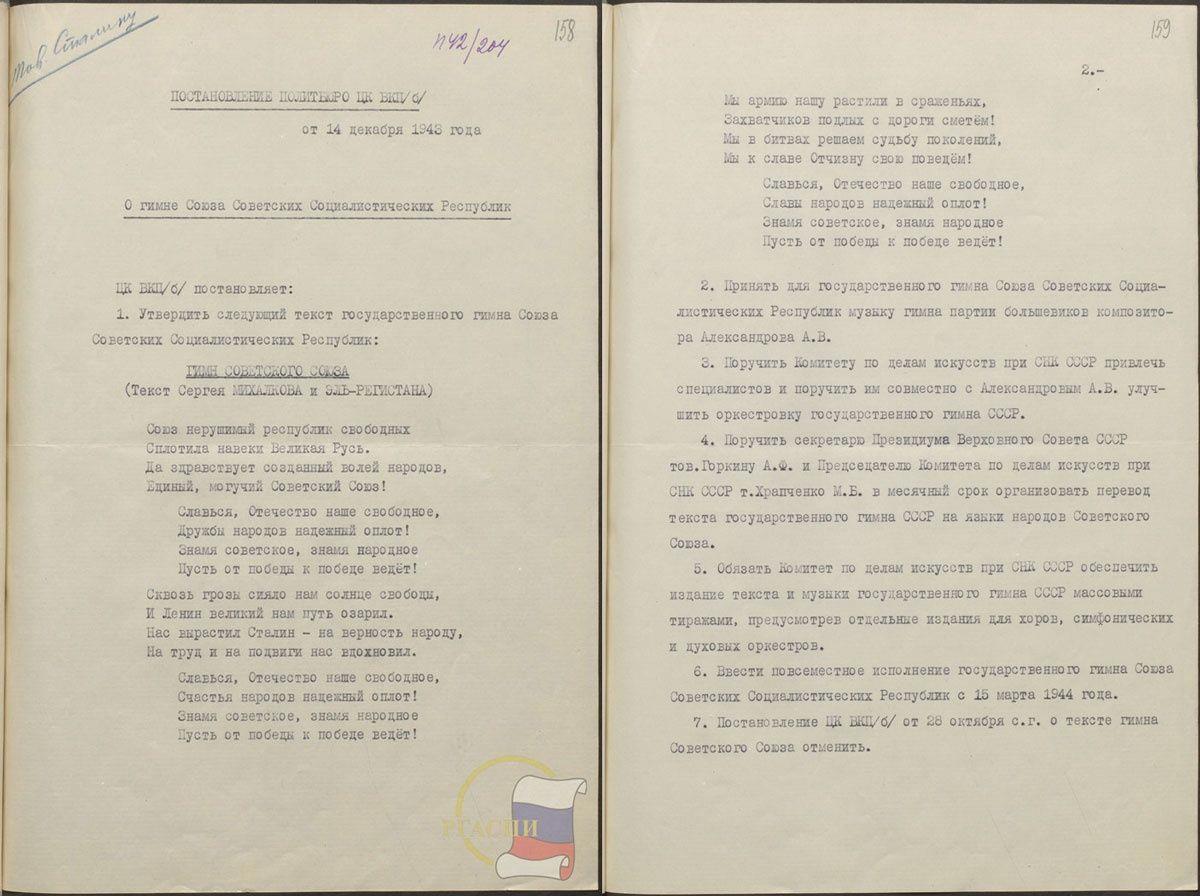 Тов. Сталину
п42/204
158
ПОСТАНОВЛЕНИЕ ПОЛИТБЮРО ЦК ВКП/б/
от 14 декабря 1943 года
О гимне Союза Советских Социалистических Республик
ЦК ВКП/б/ постановляет:
1. Утвердить следующий текст государственного гимна Союза
Советских Социалистических Республик:
ГИМН СОВЕТСКОГО СОЮЗА
(Текст Сергея МИХАЛКОВА и ЭЛЬ-РЕГИСТАНА)
Союз нерушимый республик свободных
Сплотила навеки Великая Русь.
Да здравствует созданный волей народов,
Единый, могучий Советский Союз!
Славься, Отечество наше свободное,
Дружбы народов надежный оплот!
Знамя советское, знамя народное
Пусть от победы к победе ведёт!
Сквозь грозы сияло нам солнце свободы,
И Ленин великий нам путь озарил.
Нас вырастил Сталин - на верность народу,
На труд и на подвиги нас вдохновил.
Славься, Отечество наше свободное,
Счастья народов надежный оплот!
Знамя советское, знамя народное
Пусть от победы к победе ведёт!
РГАСПИ
159
2.-
Мы армию нашу растили в сраженьях,
Захватчиков подлых с дороги сметём!
Мы в битвах решаем судьбу поколений,
Мы к славе Отчизну свою поведём!
Славься, Отечество наше свободное,
Славы народов надежный оплот!
Знамя советское, знамя народное
Пусть от победы к победе ведёт!
2. Принять для государственного гимна Союза Советских Социа-
листических Республик музыку гимна партии большевиков композито-
ра Александрова А.В.
3. Поручить Комитету по делам искусств при СНК СССР привлечь
специалистов и поручить им совместно с Александровым А.В. улуч-
шить оркестровку государственного гимна СССР.
4. Поручить секретарю Президиума Верховного Совета СССР
тов.Горкину А.Ф. и Председателю Комитета по делам искусств при
СНК СССР т.Храпченко М.Б. в месячный срок организовать перевод
текста государственного гимна СССР на языки народов Советского
Союза.
5. Обязать Комитет по делам искусств при СНК СССР обеспечить
издание текста и музыки государственного гимна СССР массовыми
тиражами, предусмотрев отдельные издания для хоров, симфонических
и духовых оркестров.
6. Ввести повсеместное исполнение государственного гимна Союза
Советских Социалистических Республик с 15 марта 1944 года.
7. Постановление ЦК ВКП/б/ от 28 октября с.г. о тексте гимна
Советского Союза отменить.